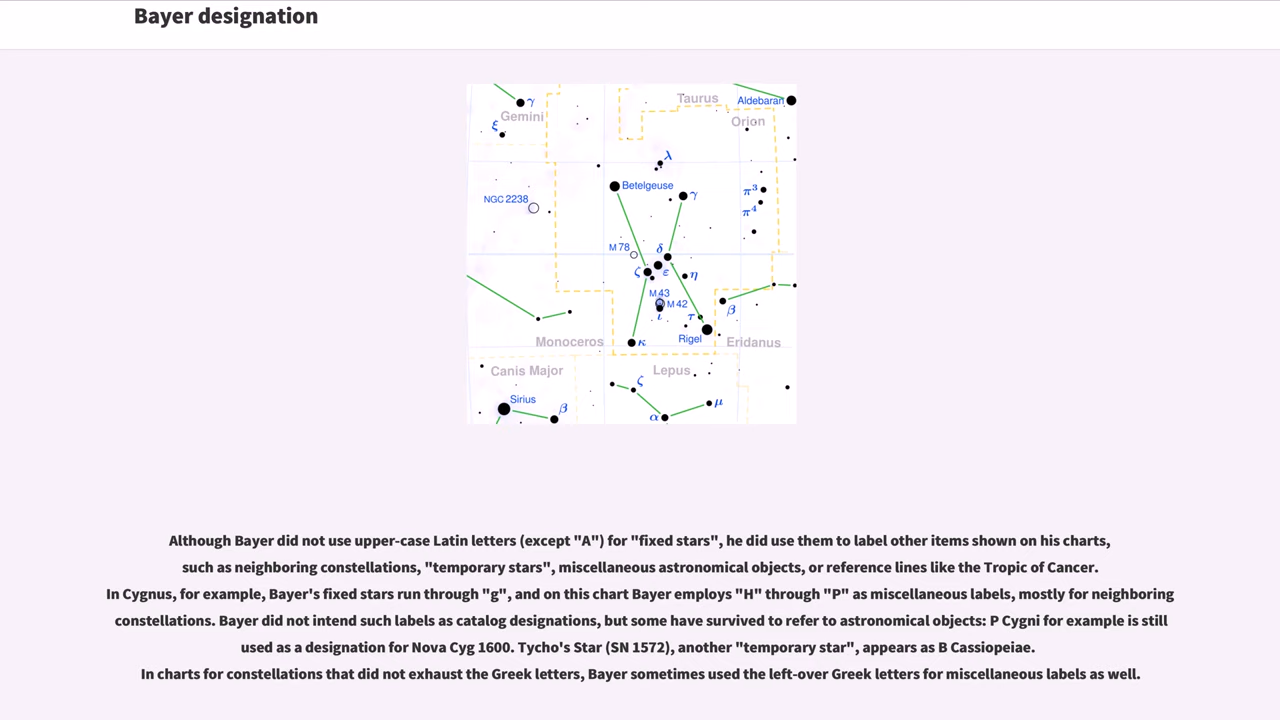 Bayer designation
Taurus
Aldebaran
γ
Gemini
Orion
ξ
λ
Betelgeuse
γ
π³
π⁴
NGC 2238
M 78
δ
ζ
ε
η
M 43
M 42
ι
τ
β
Rigel
κ
Monoceros
Eridanus
Canis Major
Lepus
ζ
Sirius
β
α
μ
Although Bayer did not use upper-case Latin letters (except "A") for "fixed stars", he did use them to label other items shown on his charts,
such as neighboring constellations, "temporary stars", miscellaneous astronomical objects, or reference lines like the Tropic of Cancer.
In Cygnus, for example, Bayer's fixed stars run through "g", and on this chart Bayer employs "H" through "P" as miscellaneous labels, mostly for neighboring
constellations. Bayer did not intend such labels as catalog designations, but some have survived to refer to astronomical objects: P Cygni for example is still
used as a designation for Nova Cyg 1600. Tycho's Star (SN 1572), another "temporary star", appears as B Cassiopeiae.
In charts for constellations that did not exhaust the Greek letters, Bayer sometimes used the left-over Greek letters for miscellaneous labels as well.